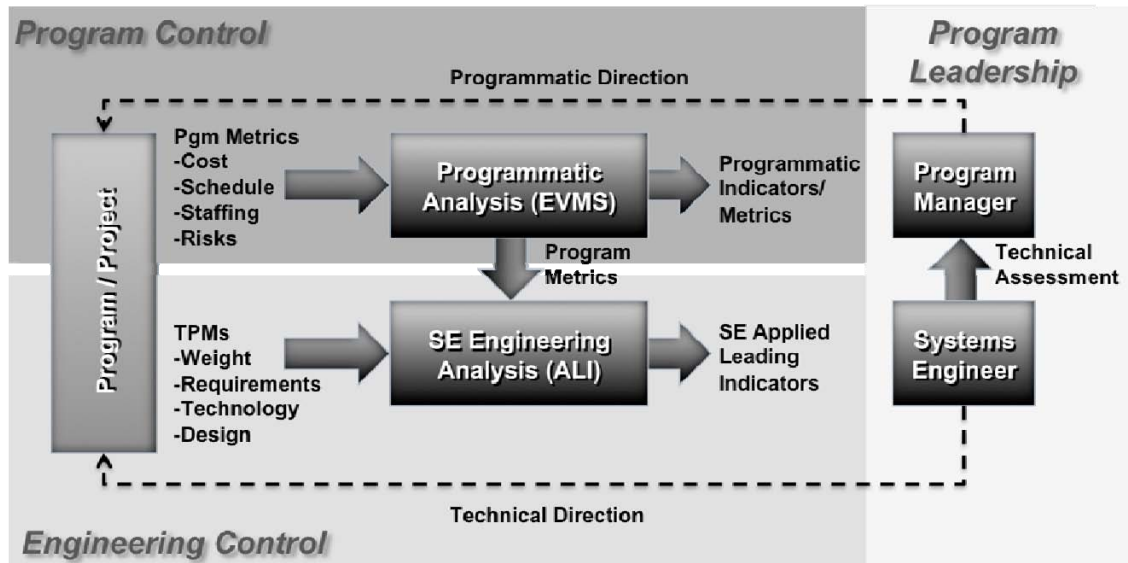 Program Control
Program
Leadership
Programmatic Direction
Pgm Metrics
-Cost
-Schedule
-Staffing
-Risks
Programmatic
Analysis (EVMS)
Programmatic
Indicators/
Metrics
Program
Manager
Program
Metrics
Technical
Assessment
Program / Project
TPMs
-Weight
-Requirements
-Technology
-Design
SE Engineering
Analysis (ALI)
SE Applied
Leading
Indicators
Systems
Engineer
Technical Direction
Engineering Control